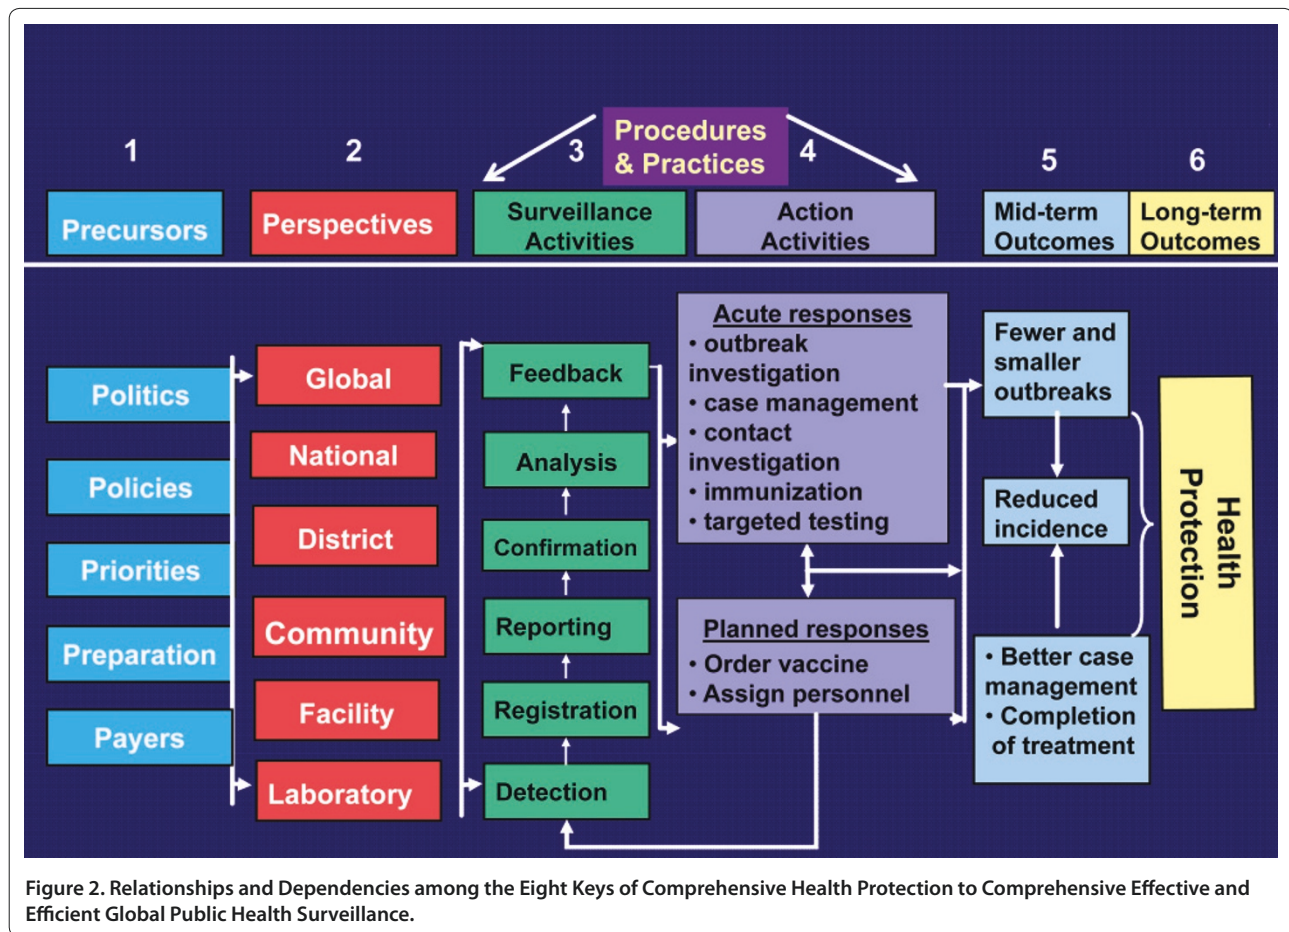 Procedures
& Practices
1
2
3
4
5
6
Precursors
Perspectives
Surveillance
Activities
Action
Activities
Mid-term
Outcomes
Long-term
Outcomes
Politics
Policies
Priorities
Preparation
Payers
Global
National
District
Community
Facility
Laboratory
Feedback
Analysis
Confirmation
Reporting
Registration
Detection
Acute responses
• outbreak
investigation
• case management
• contact
investigation
• immunization
• targeted testing
Planned responses
• Order vaccine
• Assign personnel
Fewer and
smaller
outbreaks
Reduced
incidence
• Better case
management
• Completion
of treatment
Health
Protection
Figure 2. Relationships and Dependencies among the Eight Keys of Comprehensive Health Protection to Comprehensive Effective and
Efficient Global Public Health Surveillance.